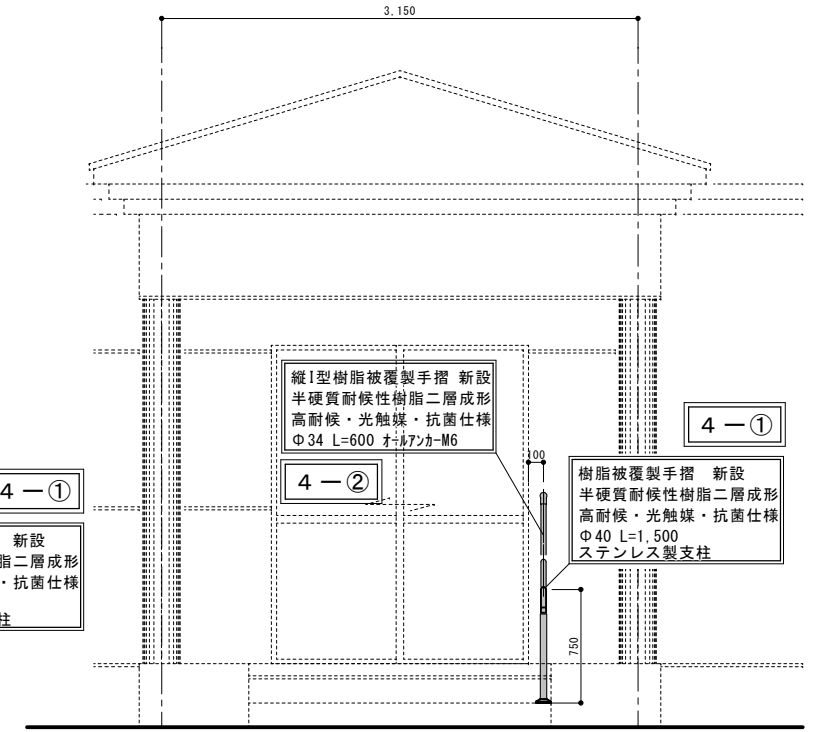 3,150
縦I型樹脂被覆製手摺 新設
半硬質耐候性樹脂二層成形
高耐候・光触媒・抗菌仕様
Φ34 L=600 オールアンカーM6
4－②
100
4－①
樹脂被覆製手摺 新設
半硬質耐候性樹脂二層成形
高耐候・光触媒・抗菌仕様
Φ40 L=1,500
ステンレス製支柱
750
4－①
新設
脂二層成形
・抗菌仕様
柱